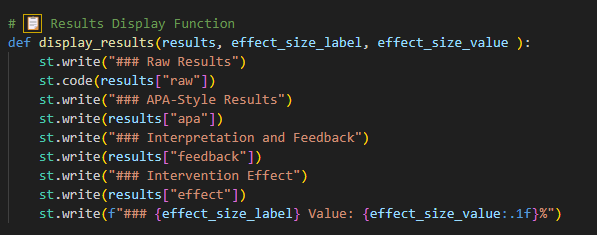 # 📋 Results Display Function
def display_results(results, effect_size_label, effect_size_value ):
    st.write("### Raw Results")
    st.code(results["raw"])
    st.write("### APA-Style Results")
    st.write(results["apa"])
    st.write("### Interpretation and Feedback")
    st.write(results["feedback"])
    st.write("### Intervention Effect")
    st.write(results["effect"])
    st.write(f"### {effect_size_label} Value: {effect_size_value:.1f}%")